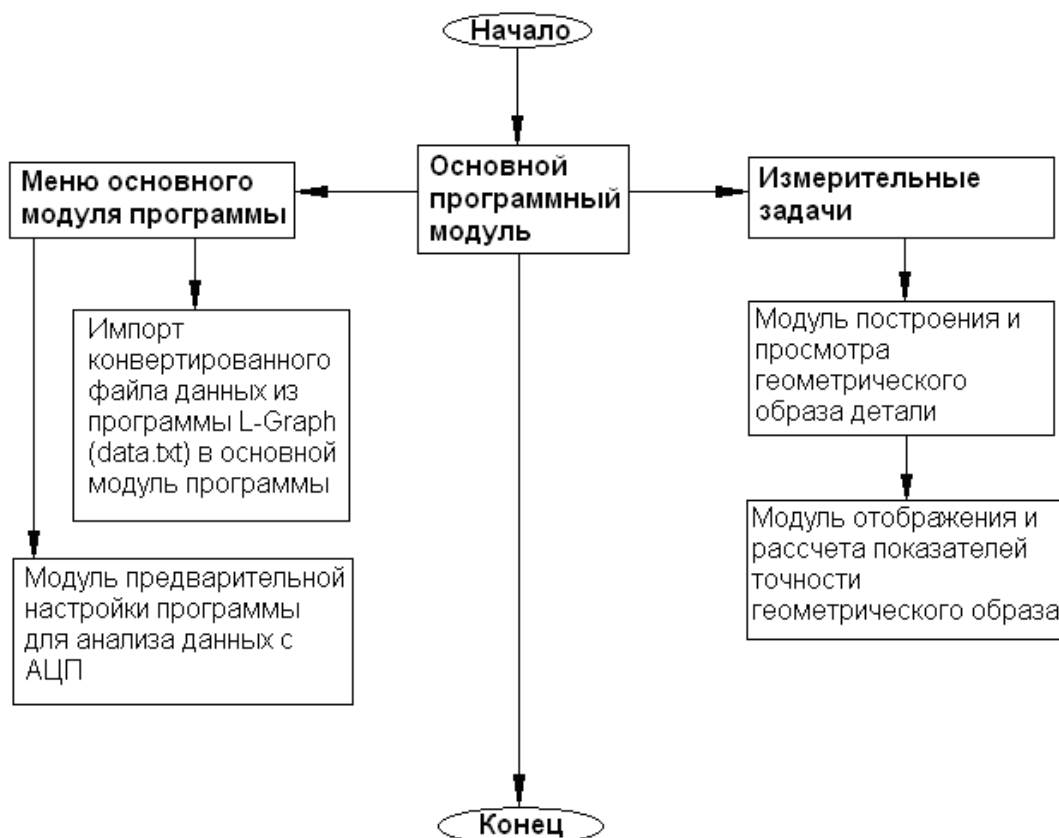 Начало
Меню основного
модуля программы
Основной
программный
модуль
Измерительные
задачи
Импорт
конвертированного
файла данных из
программы L-Graph
(data.txt) в основной
модуль программы
Модуль построения и
просмотра
геометрического
образа детали
Модуль предварительной
настройки программы
для анализа данных с
АЦП
Модуль отображения и
рассчета показателей
точности
геометрического образа
Конец